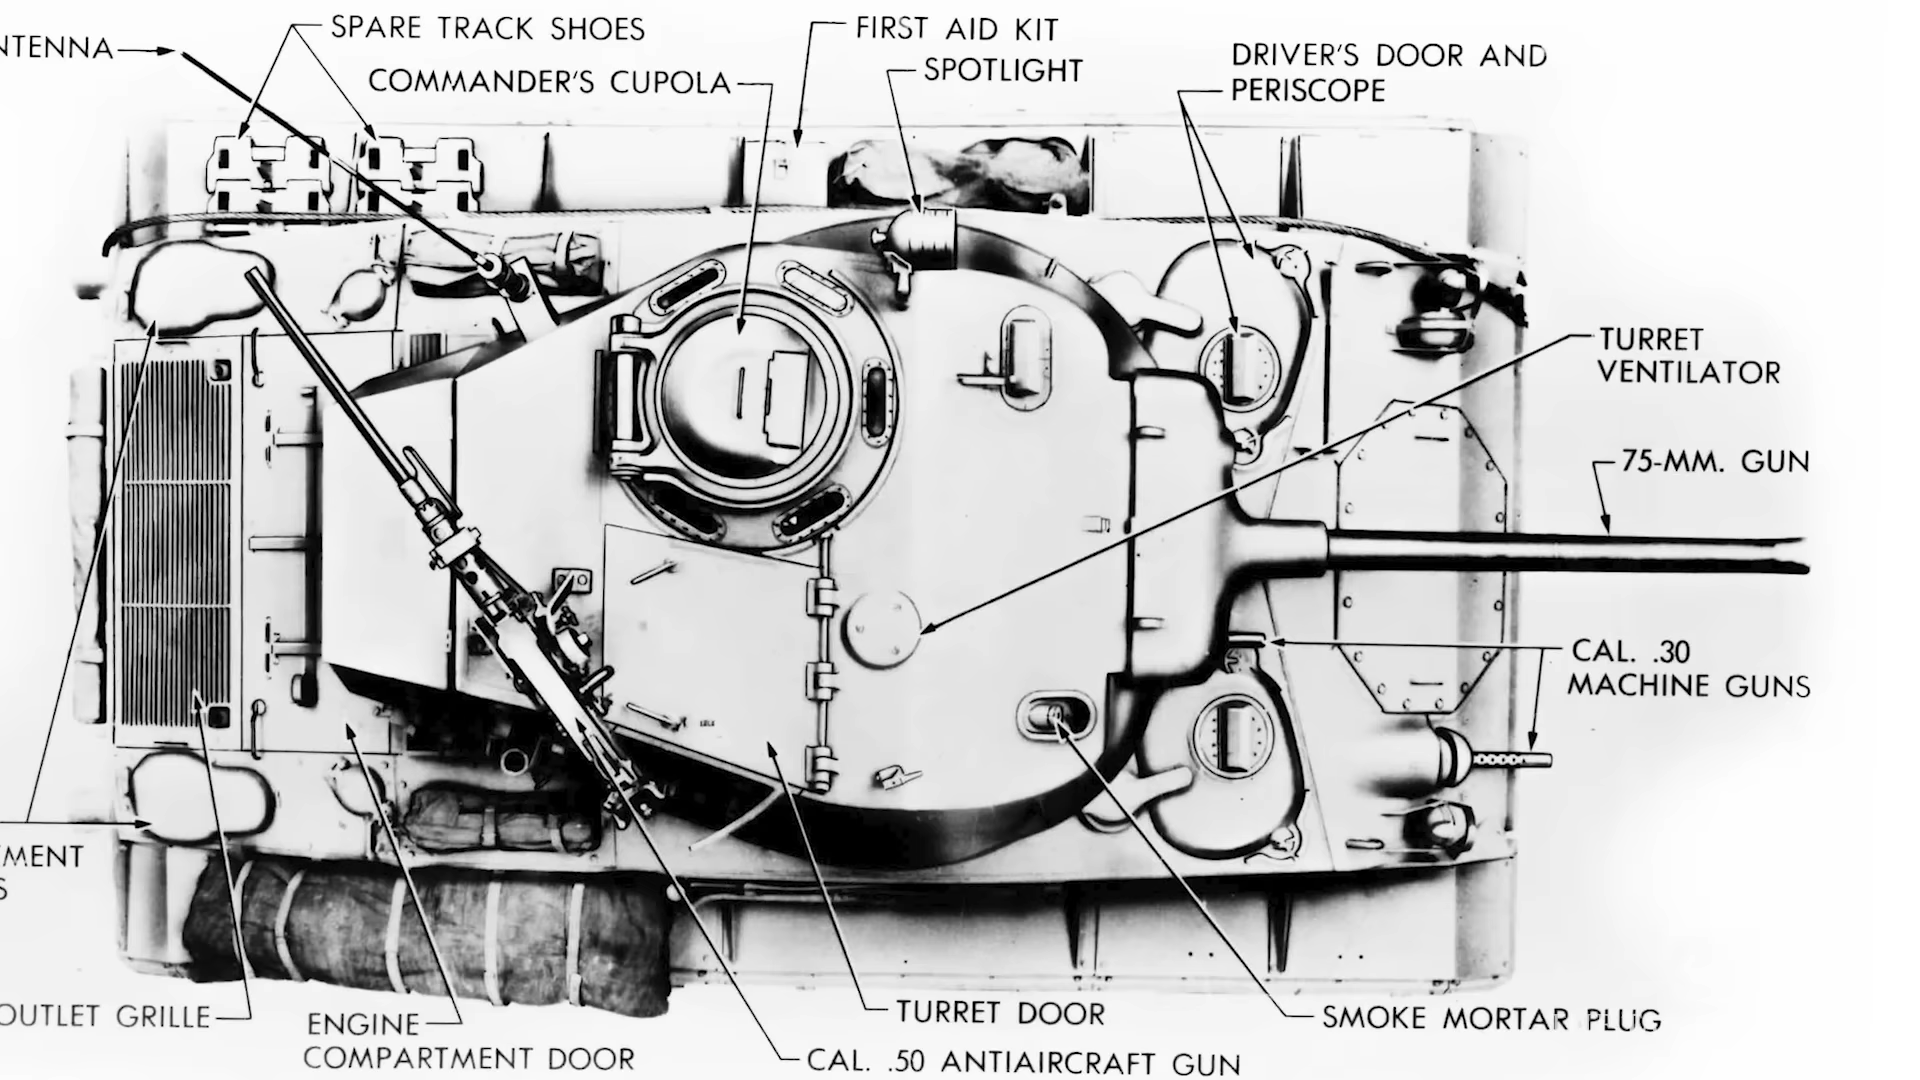 SPARE TRACK SHOES
FIRST AID KIT
NTENNA
COMMANDER'S CUPOLA
SPOTLIGHT
DRIVER'S DOOR AND
PERISCOPE
TURRET
VENTILATOR
75-MM. GUN
CAL. .30
MACHINE GUNS
MENT
S
OUTLET GRILLE
ENGINE
COMPARTMENT DOOR
TURRET DOOR
CAL. .50 ANTIAIRCRAFT GUN
SMOKE MORTAR PLUG